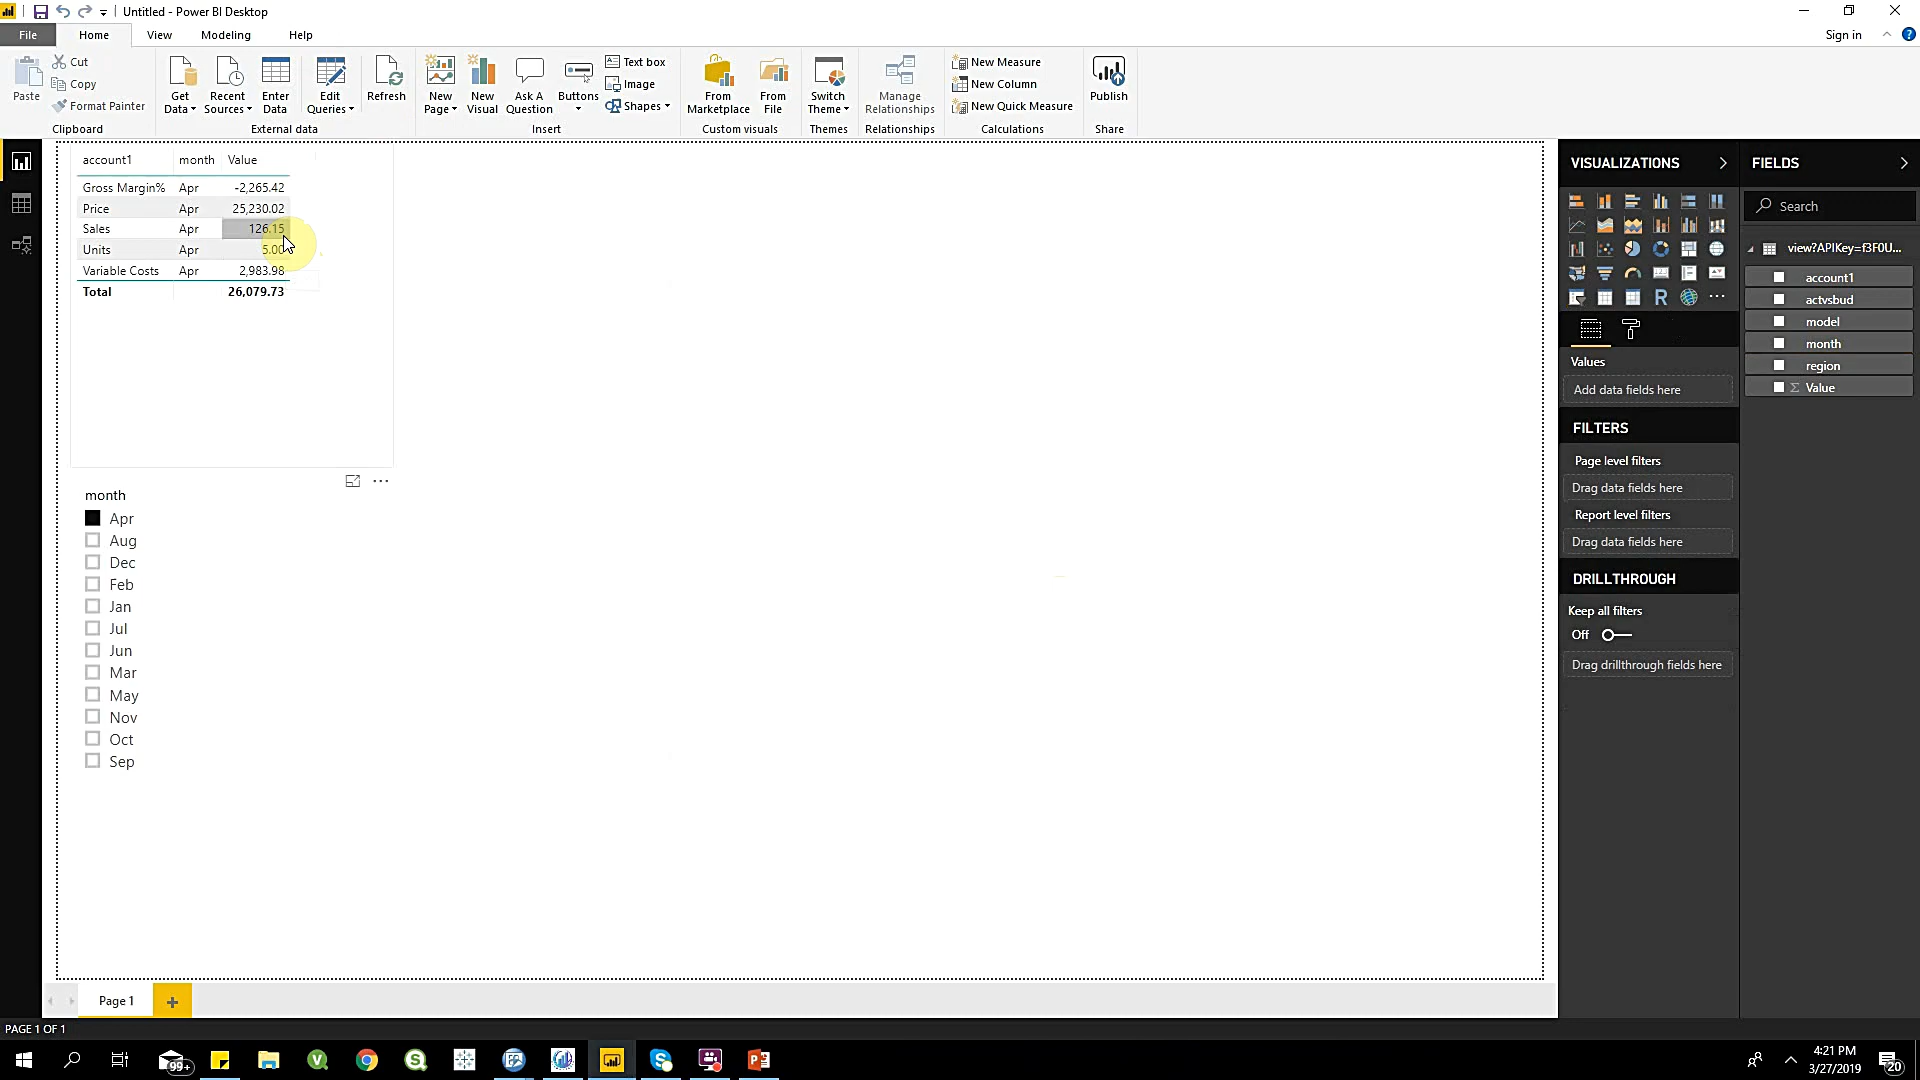 Untitled - Power BI Desktop
File Home View Modeling Help
Sign in
Paste
Cut
Copy
Format Painter
Clipboard
Get Data
Recent Sources
Enter Data
Edit Queries
Refresh
External data
New Page
New Visual
Ask A Question
Buttons
Text box
Image
Shapes
Insert
From Marketplace
From File
Custom visuals
Switch Theme
Themes
Manage Relationships
Relationships
New Measure
New Column
New Quick Measure
Calculations
Publish
Share
account1 month Value
Gross Margin% Apr -2,265.42
Price Apr 25,230.02
Sales Apr 126.15
Units Apr 5.00
Variable Costs Apr 2,983.98
Total 26,079.73
month
Apr
Aug
Dec
Feb
Jan
Jul
Jun
Mar
May
Nov
Oct
Sep
VISUALIZATIONS
R
Values
Add data fields here
FILTERS
Page level filters
Drag data fields here
Report level filters
Drag data fields here
DRILLTHROUGH
Keep all filters
Off
Drag drillthrough fields here
FIELDS
Search
view?APIKey=f3F0U...
account1
actvsbud
model
month
region
Σ Value
Page 1
PAGE 1 OF 1
99+
4:21 PM
3/27/2019
20